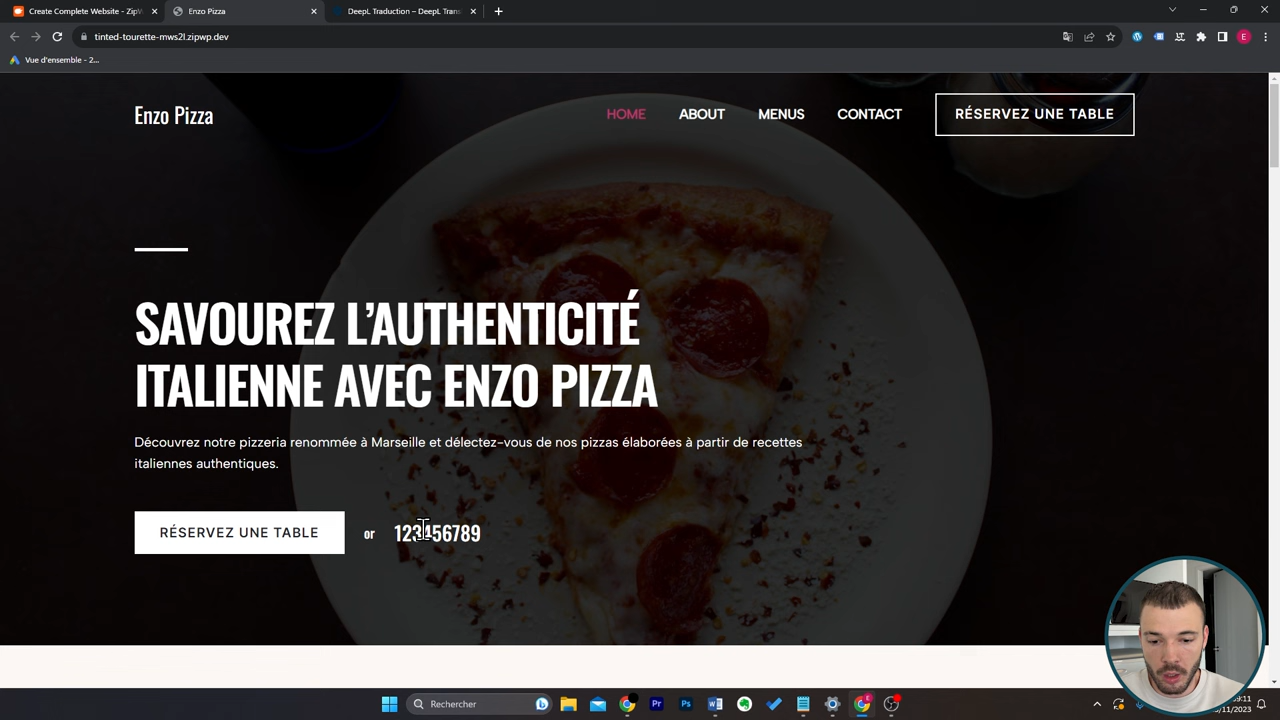 Create Complete Website - ZipW
Enzo Pizza
DeepL Traduction – DeepL Tran
tinted-tourette-mws2l.zipwp.dev
Vue d'ensemble - 2...
Enzo Pizza
HOME
ABOUT
MENUS
CONTACT
RÉSERVEZ UNE TABLE
SAVOUREZ L’AUTHENTICITÉ
ITALIENNE AVEC ENZO PIZZA
Découvrez notre pizzeria renommée à Marseille et délectez-vous de nos pizzas élaborées à partir de recettes
italiennes authentiques.
RÉSERVEZ UNE TABLE
or
123456789
Rechercher